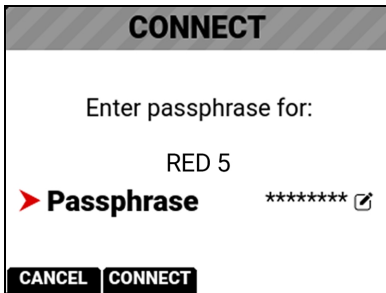 CONNECT
Enter passphrase for:
RED 5
Passphrase ********
CANCEL CONNECT